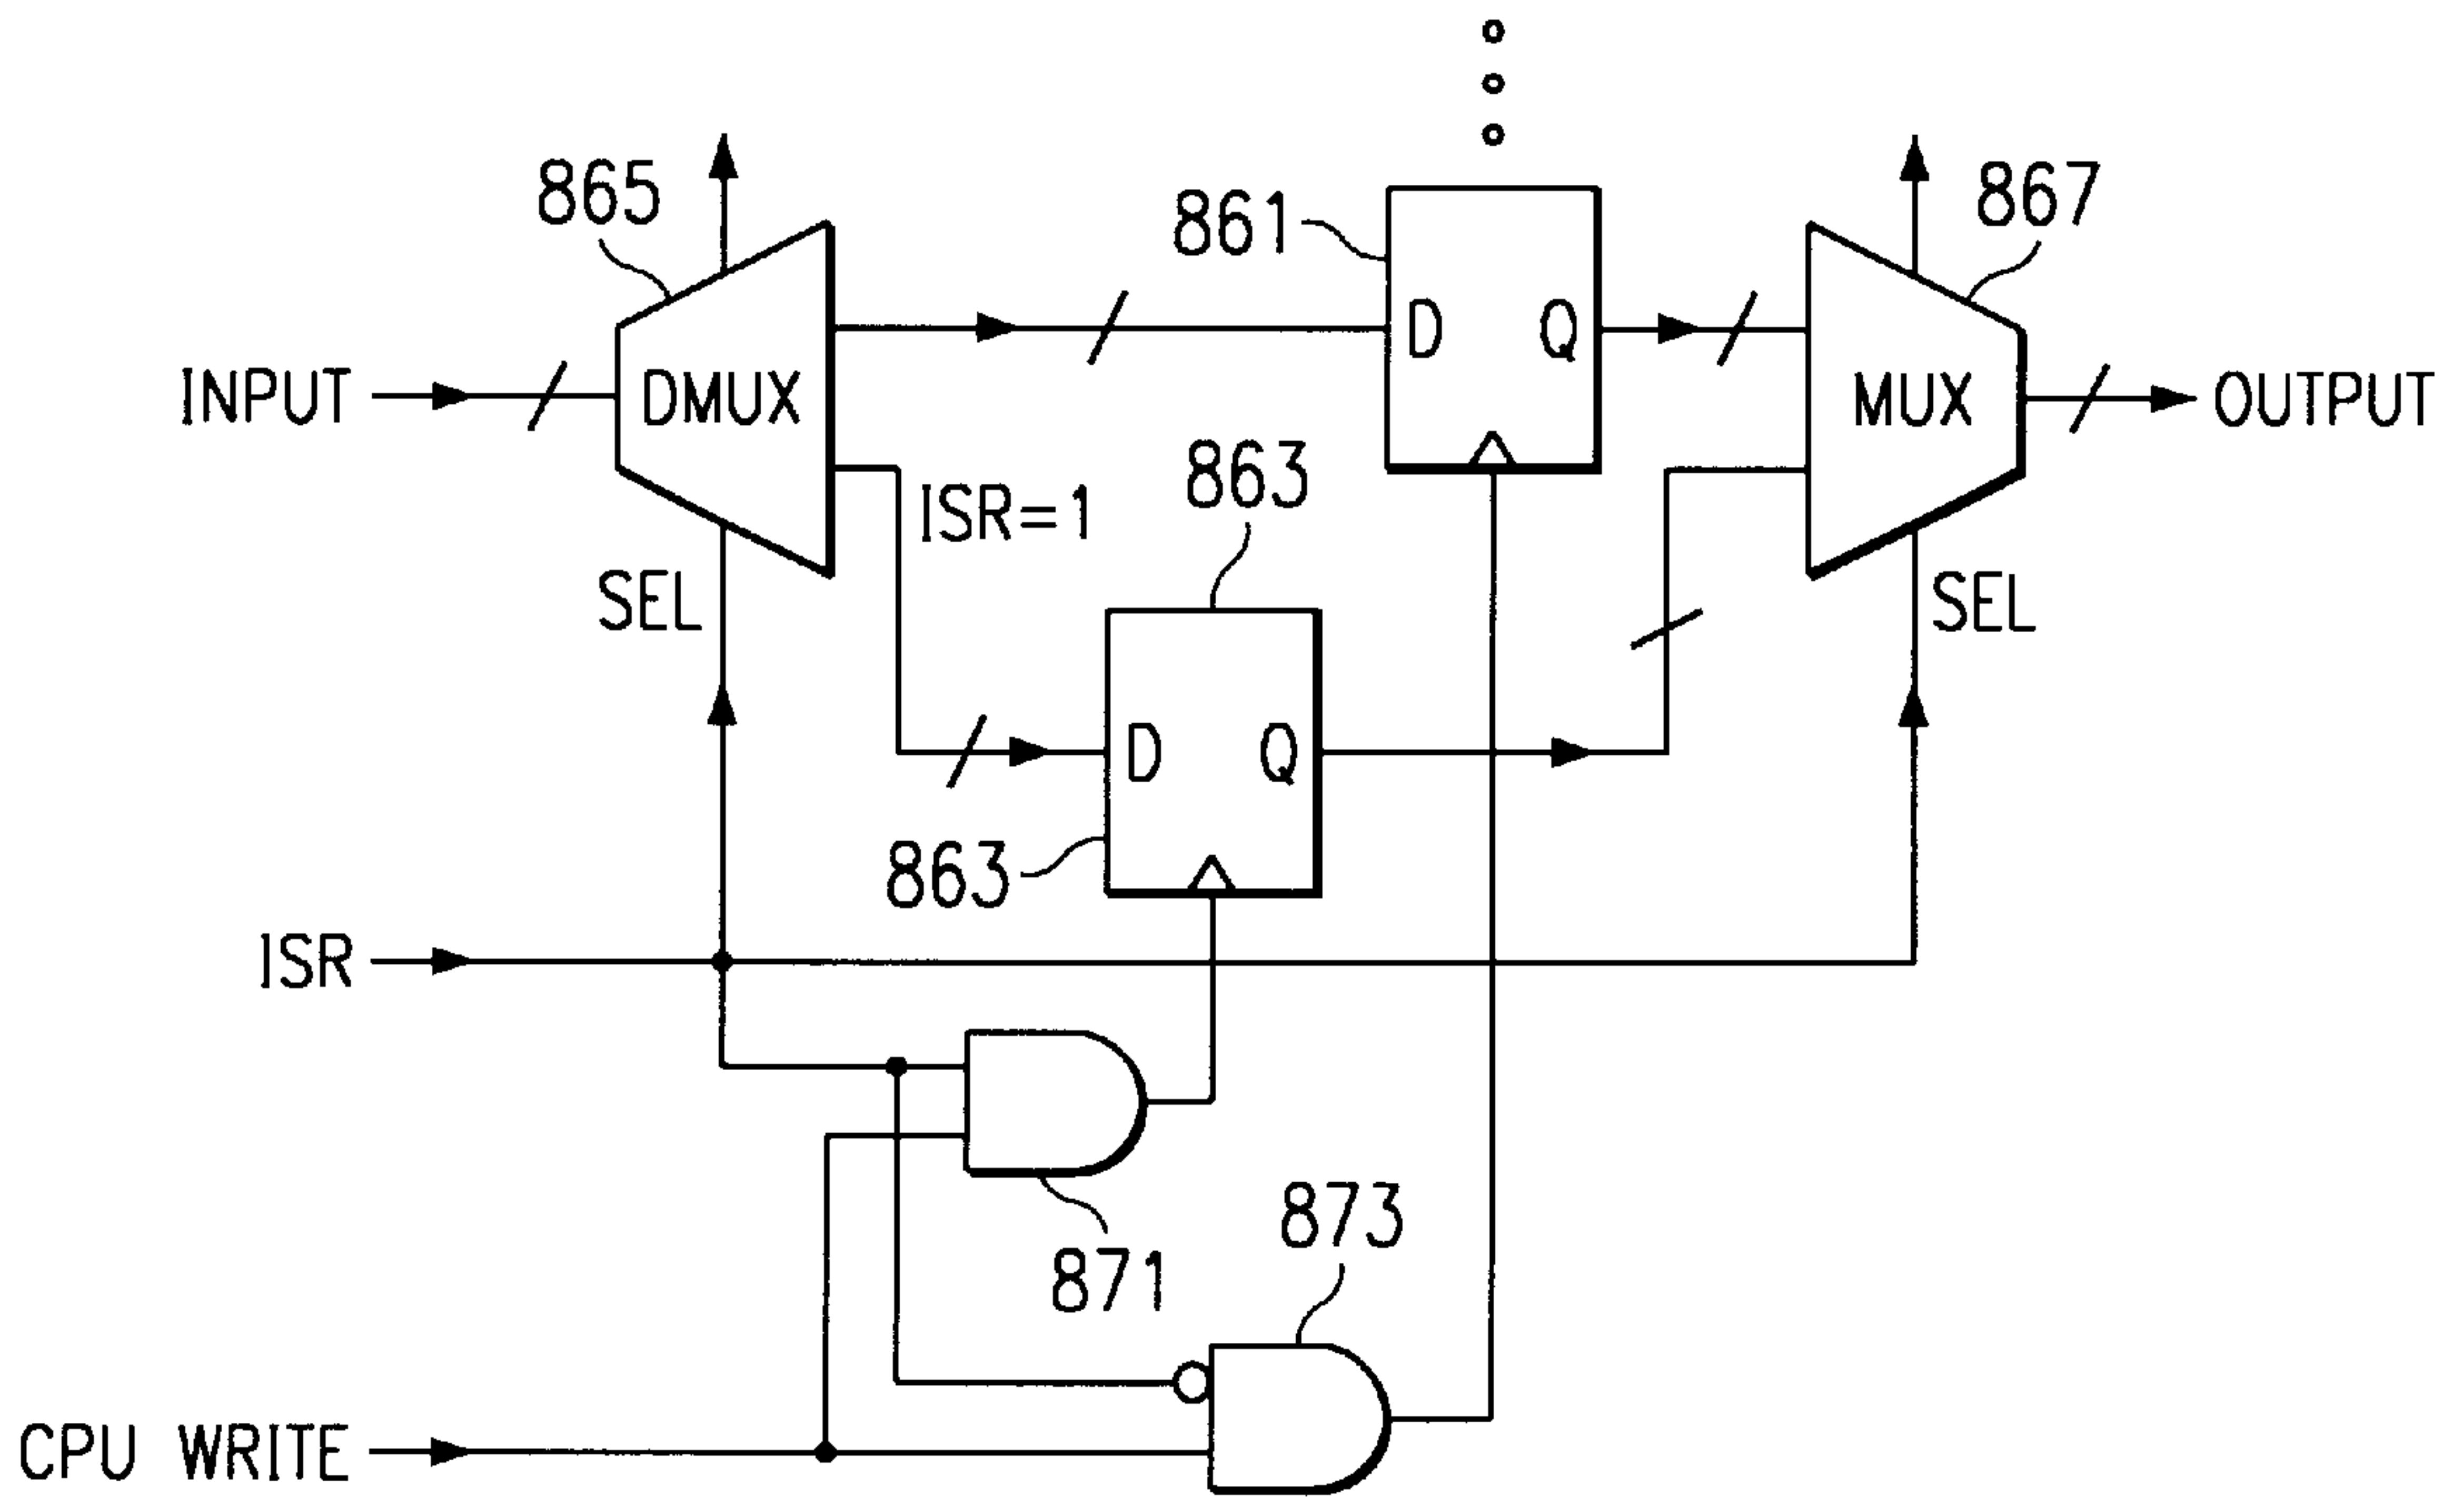 865
861
867
INPUT
DMUX
D
Q
MUX
OUTPUT
863
ISR=1
SEL
SEL
D
Q
863
ISR
871
873
CPU WRITE